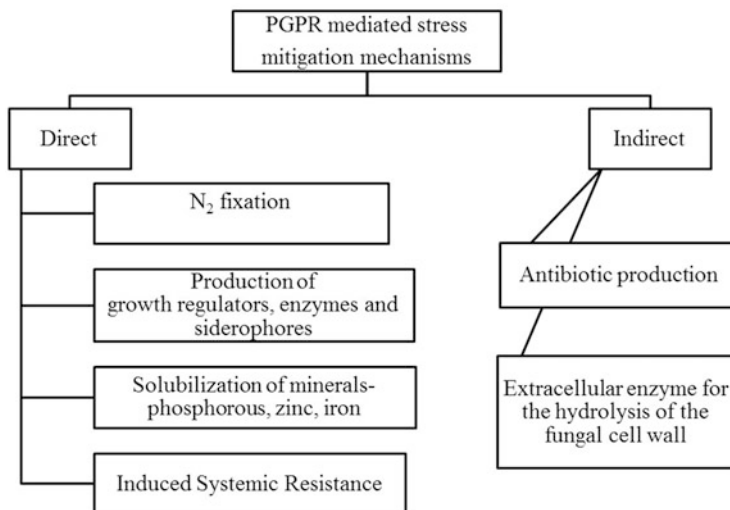 PGPR mediated stress
mitigation mechanisms
Direct
Indirect
N₂ fixation
Production of
growth regulators, enzymes and
siderophores
Solubilization of minerals-
phosphorous, zinc, iron
Induced Systemic Resistance
Antibiotic production
Extracellular enzyme for
the hydrolysis of the
fungal cell wall